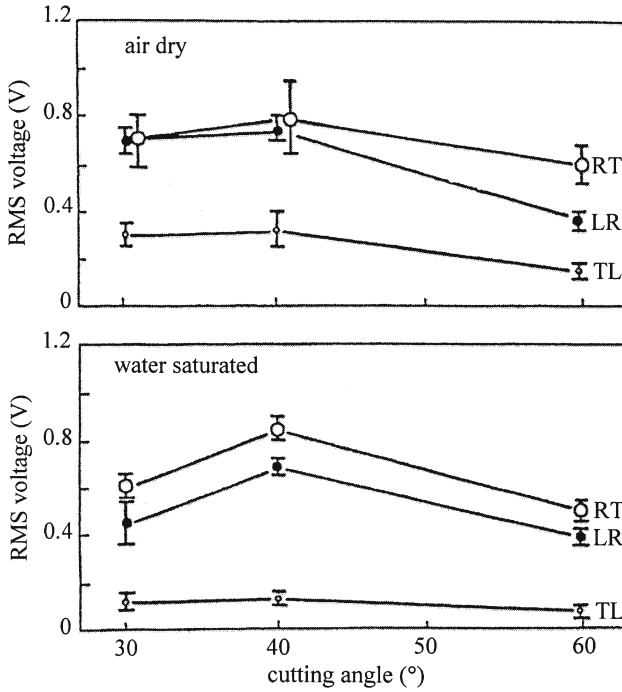 1.2
air dry
0.8
0.4
0
RMS voltage (V)
RT
LR
TL
1.2
water saturated
0.8
0.4
0
RMS voltage (V)
RT
LR
TL
30 40 50 60
cutting angle (°)